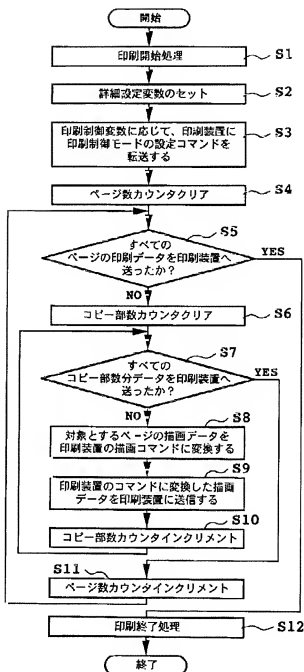 開始
印刷開始処理
S1
詳細設定変数のセット
S2
印刷制御変数に応じて、印刷装置に
印刷制御モードの設定コマンドを
転送する
S3
ページ数カウンタクリア
S4
すべての
ページの印刷データを印刷装置へ
送ったか?
S5
YES
NO
コピー部数カウンタクリア
S6
すべての
コピー部数分データを印刷装置へ
送ったか?
S7
YES
NO
対象とするページの描画データを
印刷装置の描画コマンドに変換する
S8
印刷装置のコマンドに変換した描画
データを印刷装置に送信する
S9
コピー部数カウンタインクリメント
S10
ページ数カウンタインクリメント
S11
印刷終了処理
S12
終了